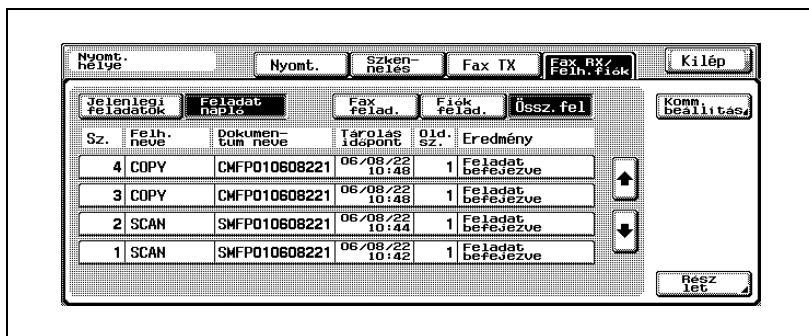 Nyomt.
helye
Nyomt.
Szken-
nelés
Fax TX
Fax RX/
Felh.fiók
Kilép
Jelenlegi
feladatok
Feladat
napló
Fax
felad.
Fiók
felad.
Össz.fel
Komm.
beállítás
Sz.
Felh.
neve
Dokumen-
tum neve
Tárolás
időpont
Old.
sz.
Eredmény
4 COPY CMFP010608221 06/08/22 1 Feladat
10:48 befejezve
3 COPY CMFP010608221 06/08/22 1 Feladat
10:48 befejezve
2 SCAN SMFP010608221 06/08/22 1 Feladat
10:44 befejezve
1 SCAN SMFP010608221 06/08/22 1 Feladat
10:42 befejezve
Rész
let